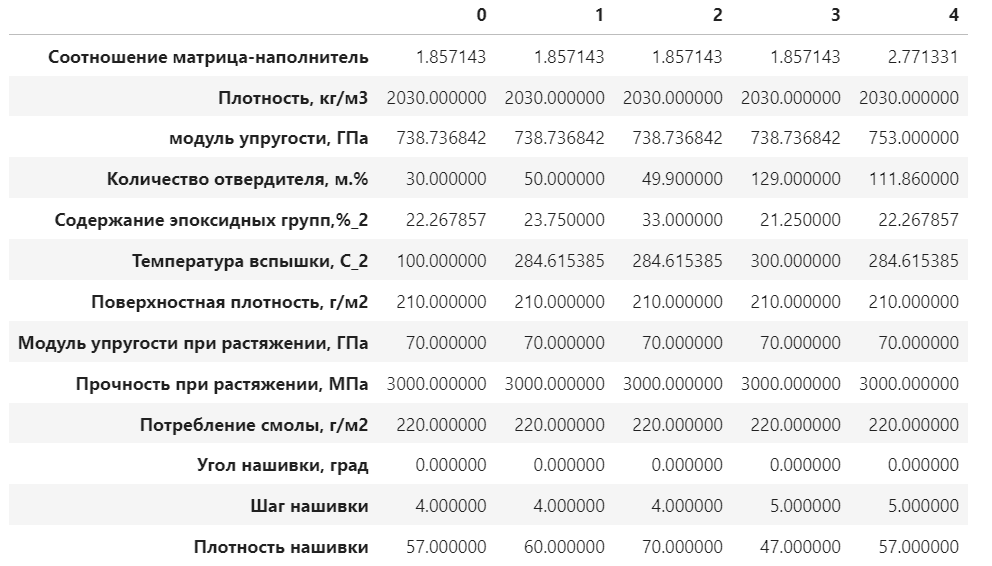 0 1 2 3 4
Соотношение матрица-наполнитель 1.857143 1.857143 1.857143 1.857143 2.771331
Плотность, кг/м3 2030.000000 2030.000000 2030.000000 2030.000000 2030.000000
модуль упругости, ГПа 738.736842 738.736842 738.736842 738.736842 753.000000
Количество отвердителя, м.% 30.000000 50.000000 49.900000 129.000000 111.860000
Содержание эпоксидных групп,%_2 22.267857 23.750000 33.000000 21.250000 22.267857
Температура вспышки, С_2 100.000000 284.615385 284.615385 300.000000 284.615385
Поверхностная плотность, г/м2 210.000000 210.000000 210.000000 210.000000 210.000000
Модуль упругости при растяжении, ГПа 70.000000 70.000000 70.000000 70.000000 70.000000
Прочность при растяжении, МПа 3000.000000 3000.000000 3000.000000 3000.000000 3000.000000
Потребление смолы, г/м2 220.000000 220.000000 220.000000 220.000000 220.000000
Угол нашивки, град 0.000000 0.000000 0.000000 0.000000 0.000000
Шаг нашивки 4.000000 4.000000 4.000000 5.000000 5.000000
Плотность нашивки 57.000000 60.000000 70.000000 47.000000 57.000000